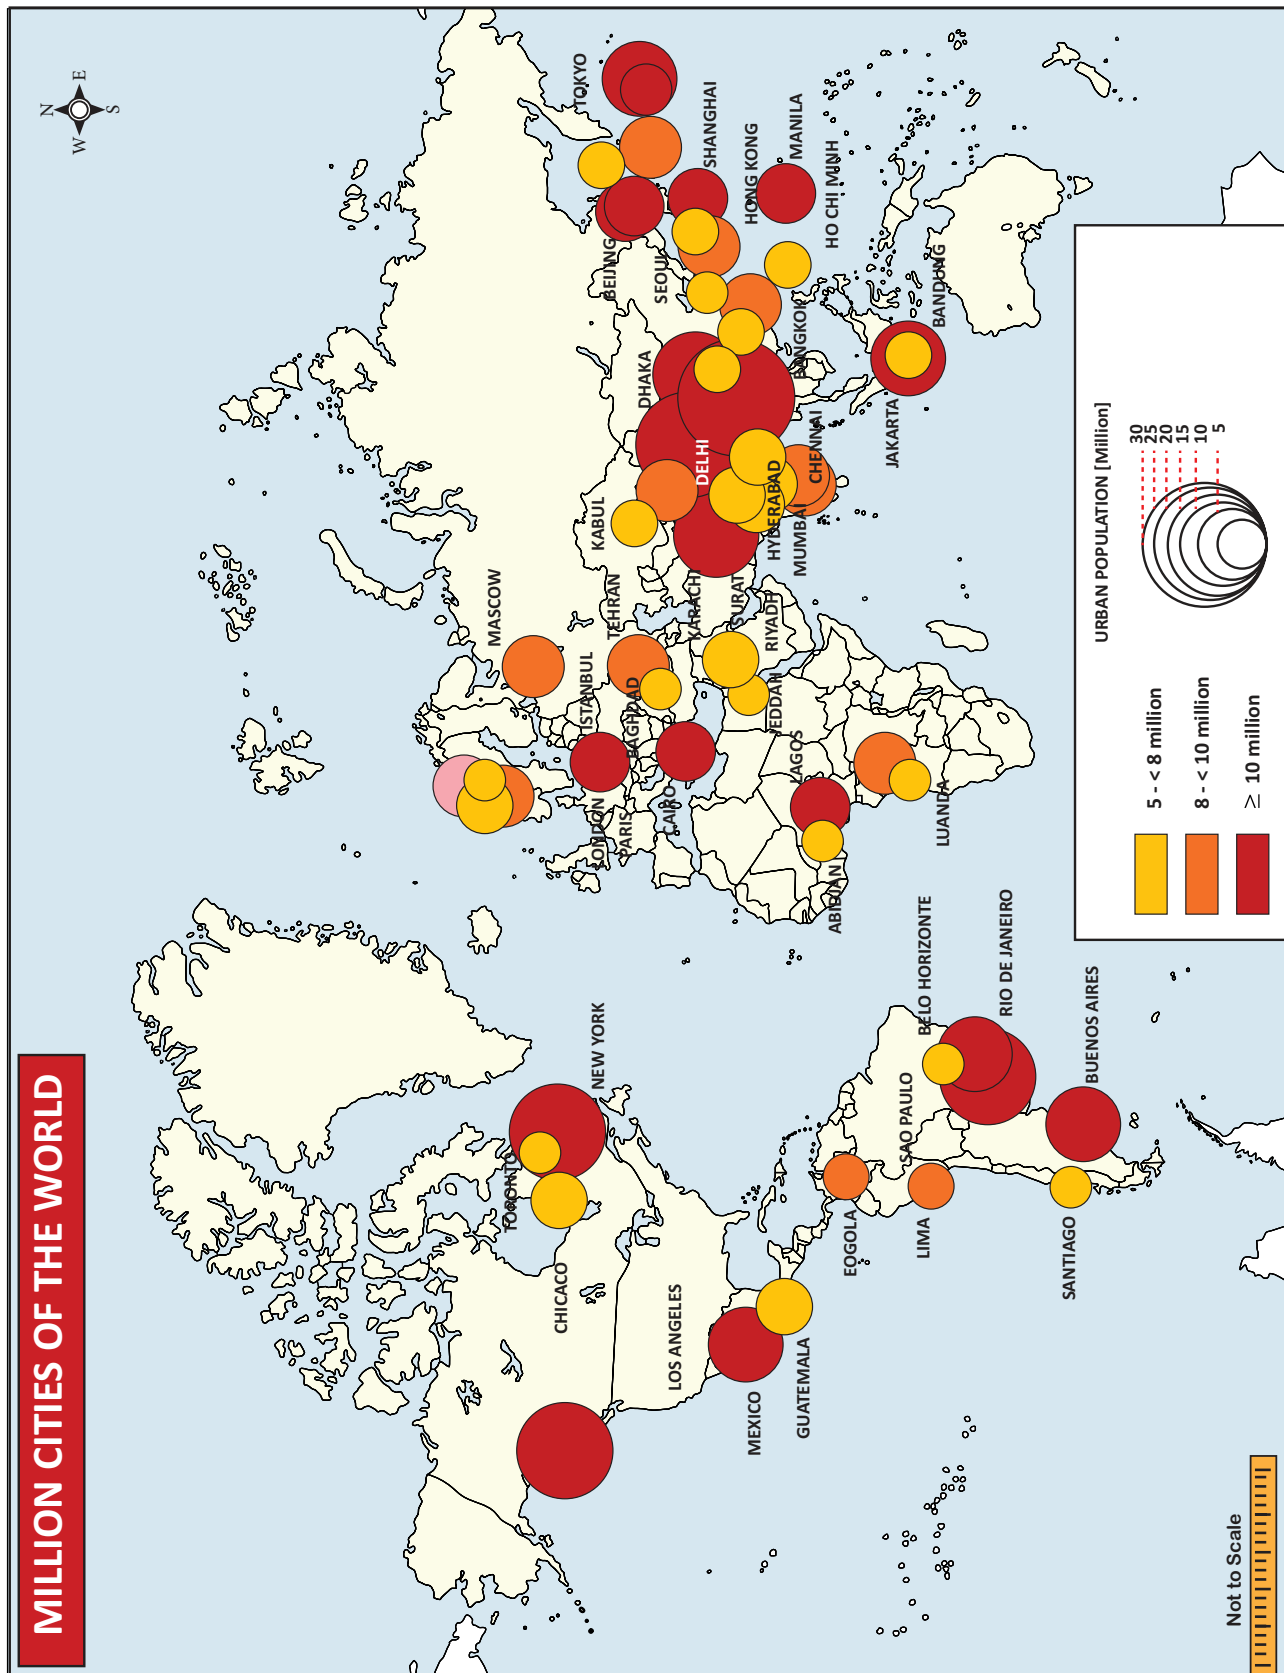 MILLION CITIES OF THE WORLD
N
W
E
S
TORONTO
NEW YORK
CHICACO
LOS ANGELES
MEXICO
GUATEMALA
EOGOLA
LIMA
SAO PAULO
BELO HORIZONTE
RIO DE JANEIRO
BUENOS AIRES
SANTIAGO
MASCOW
LONDON
PARIS
ISTANBUL
BAGHDAD
CAIRO
TEHRAN
KABUL
KARACHI
SURAT
RIYADH
JEDDAH
LAGOS
ABIDJAN
LUANDA
DELHI
DHAKA
HYDERABAD
MUMBAI
CHENNAI
BANGKOK
BEIJING
SEOUL
TOKYO
SHANGHAI
HONG KONG
MANILA
HO CHI MINH
JAKARTA
BANDUNG
Not to Scale
5 - < 8 million
8 - < 10 million
≥ 10 million
URBAN POPULATION [Million]
30
25
20
15
10
5